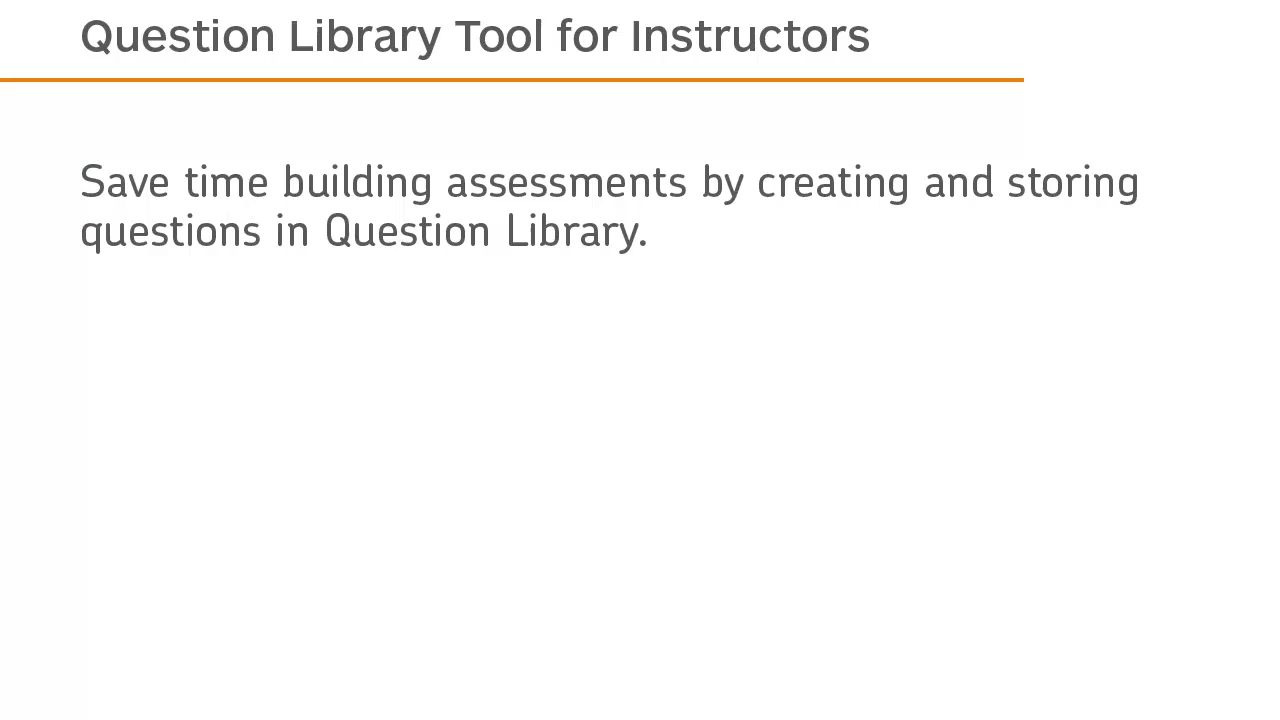 Question Library Tool for Instructors
Save time building assessments by creating and storing
questions in Question Library.